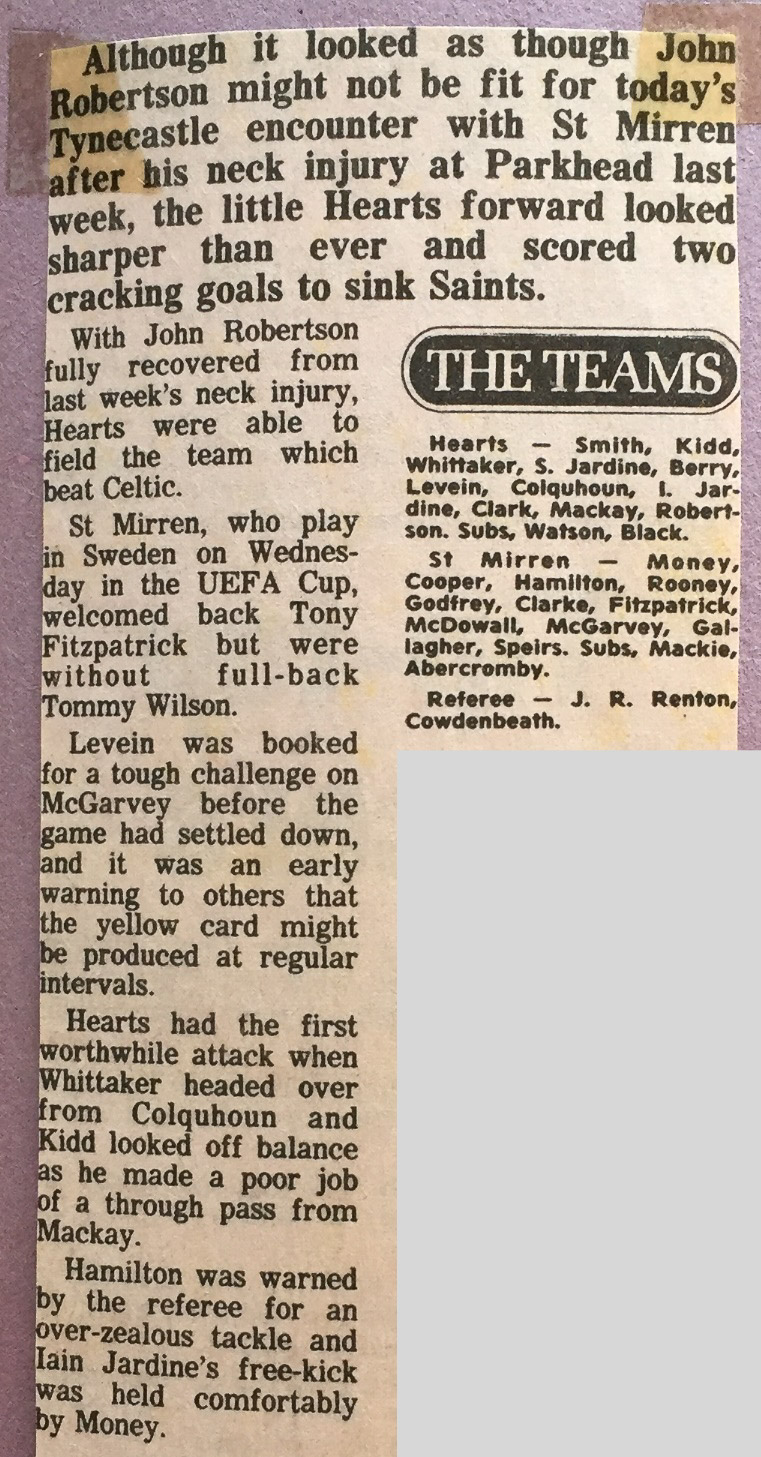 Although it looked as though John
Robertson might not be fit for today's
Tynecastle encounter with St Mirren
after his neck injury at Parkhead last
week, the little Hearts forward looked
sharper than ever and scored two
cracking goals to sink Saints.
With John Robertson
fully recovered from
last week's neck injury,
Hearts were able to
field the team which
beat Celtic.
St Mirren, who play
in Sweden on Wednes-
day in the UEFA Cup,
welcomed back Tony
Fitzpatrick but were
without full-back
Tommy Wilson.
Levein was booked
for a tough challenge on
McGarvey before the
game had settled down,
and it was an early
warning to others that
the yellow card might
be produced at regular
intervals.
Hearts had the first
worthwhile attack when
Whittaker headed over
from Colquhoun and
Kidd looked off balance
as he made a poor job
of a through pass from
Mackay.
Hamilton was warned
by the referee for an
over-zealous tackle and
Iain Jardine's free-kick
was held comfortably
by Money.
THE TEAMS
Hearts — Smith, Kidd,
Whittaker, S. Jardine, Berry,
Levein, Colquhoun, I. Jar-
dine, Clark, Mackay, Robert-
son. Subs, Watson, Black.
St Mirren — Money,
Cooper, Hamilton, Rooney,
Godfrey, Clarke, Fitzpatrick,
McDowall, McGarvey, Gal-
lagher, Speirs. Subs, Mackie,
Abercromby.
Referee — J. R. Renton,
Cowdenbeath.